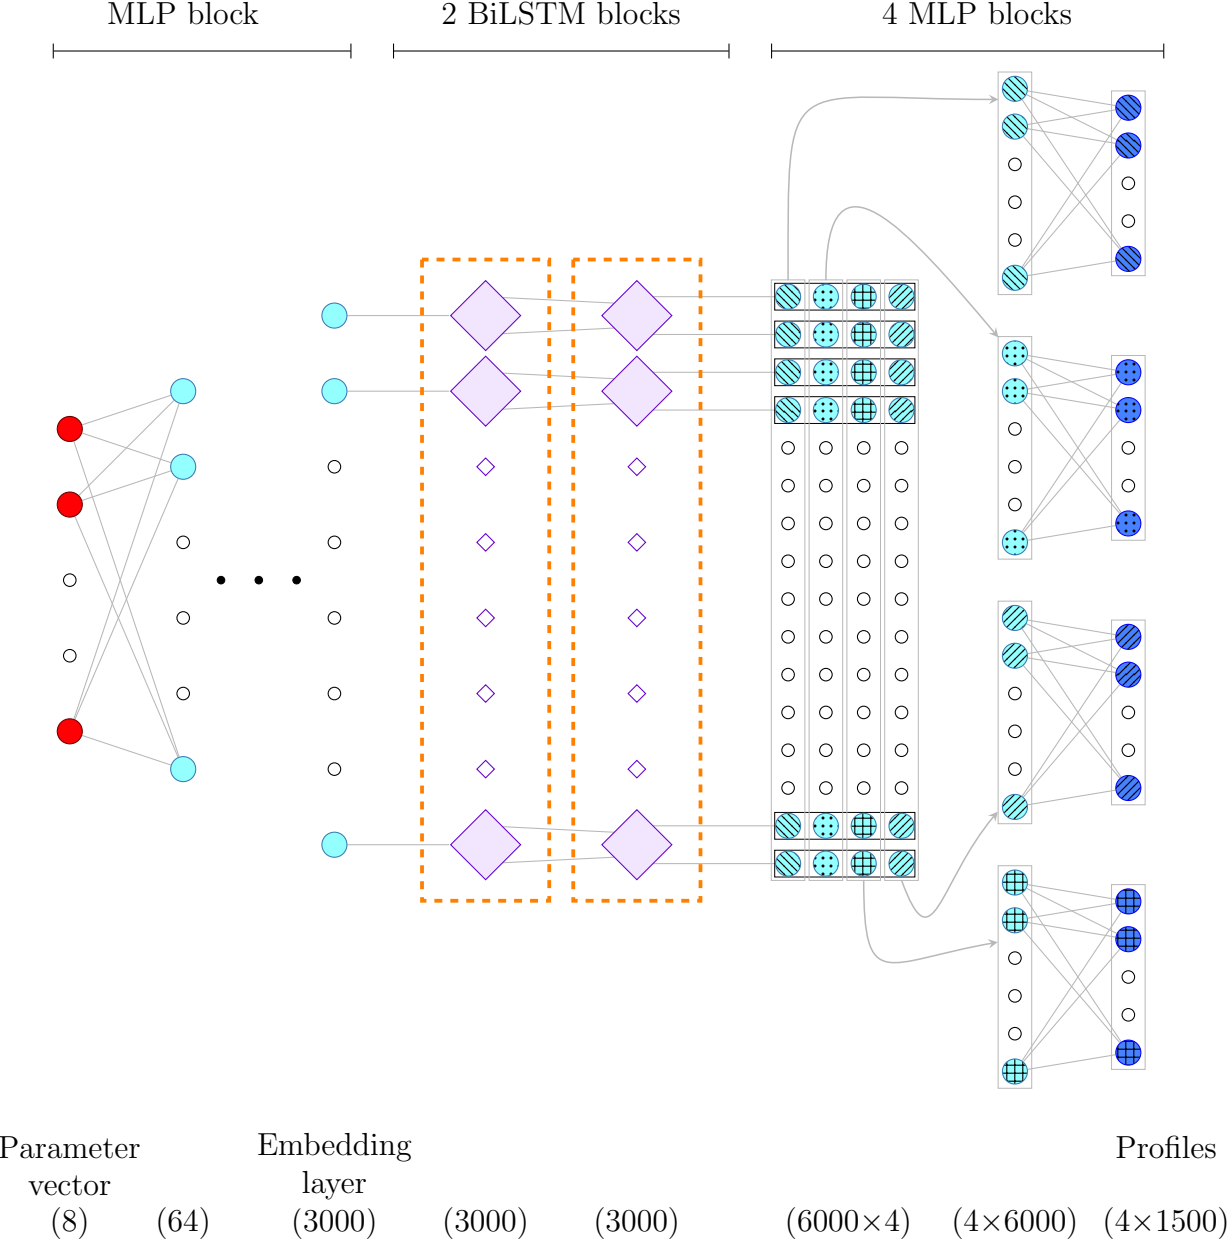 MLP block
2 BiLSTM blocks
4 MLP blocks
Parameter
vector
(8)
(64)
Embedding
layer
(3000)
(3000)
(3000)
(6000×4)
(4×6000)
Profiles
(4×1500)